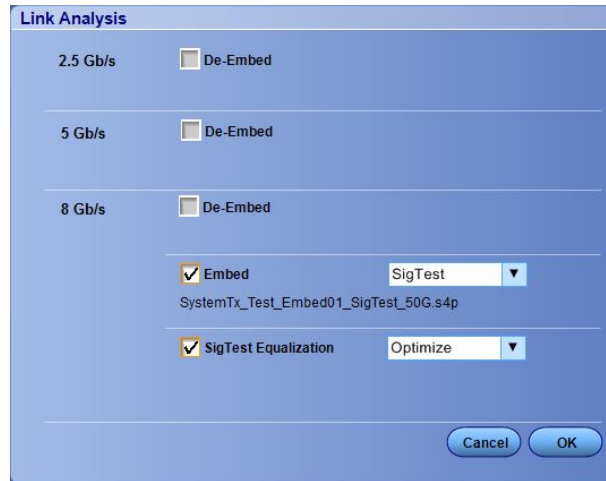 Link Analysis
2.5 Gb/s De-Embed
5 Gb/s De-Embed
8 Gb/s De-Embed
Embed SigTest
SystemTx_Test_Embed01_SigTest_50G.s4p
SigTest Equalization Optimize
Cancel OK